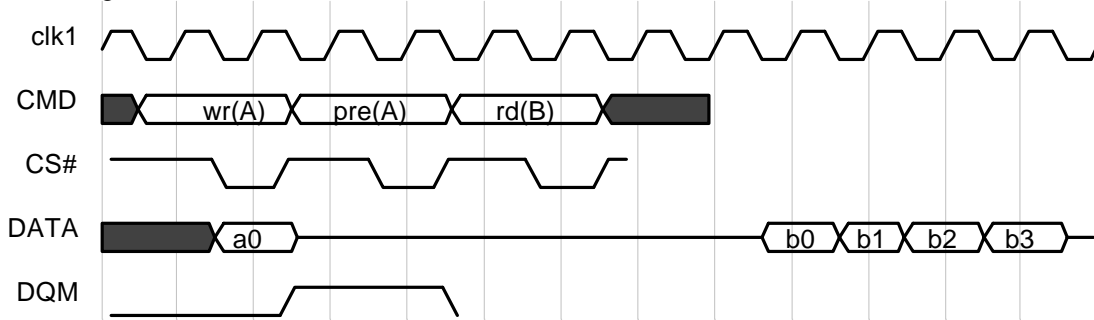 clk1
CMD wr(A) pre(A) rd(B)
CS#
DATA a0 b0 b1 b2 b3
DQM